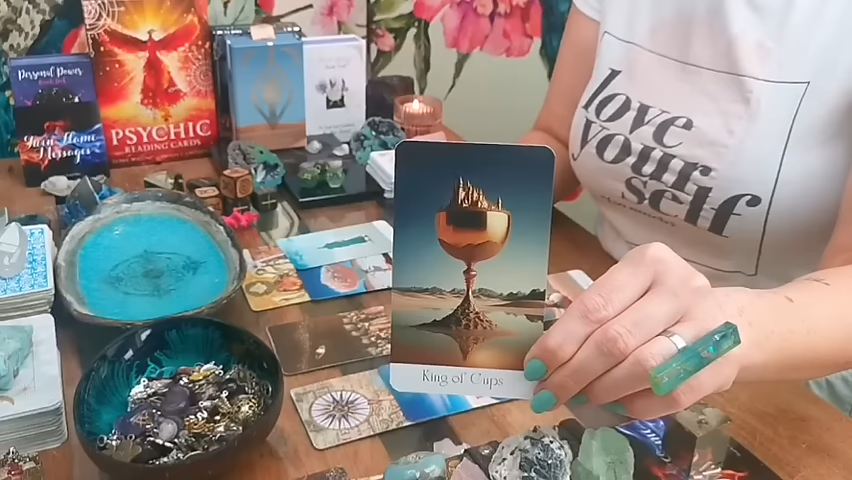 Personal Power
Twin Flame
Messages
PSYCHIC
READING CARDS
love
Your
Self
King of Cups